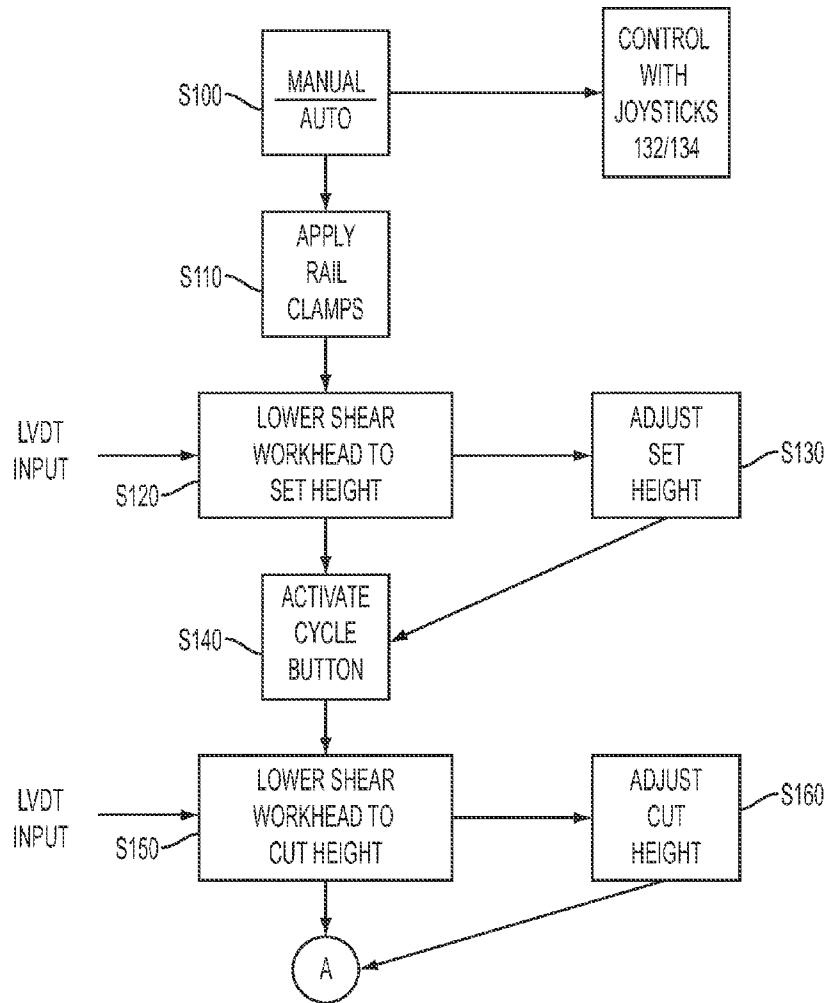 S100
MANUAL
AUTO
CONTROL
WITH
JOYSTICKS
132/134
S110
APPLY
RAIL
CLAMPS
LVDT
INPUT
S120
LOWER SHEAR
WORKHEAD TO
SET HEIGHT
ADJUST
SET
HEIGHT
S130
S140
ACTIVATE
CYCLE
BUTTON
LVDT
INPUT
S150
LOWER SHEAR
WORKHEAD TO
CUT HEIGHT
ADJUST
CUT
HEIGHT
S160
A